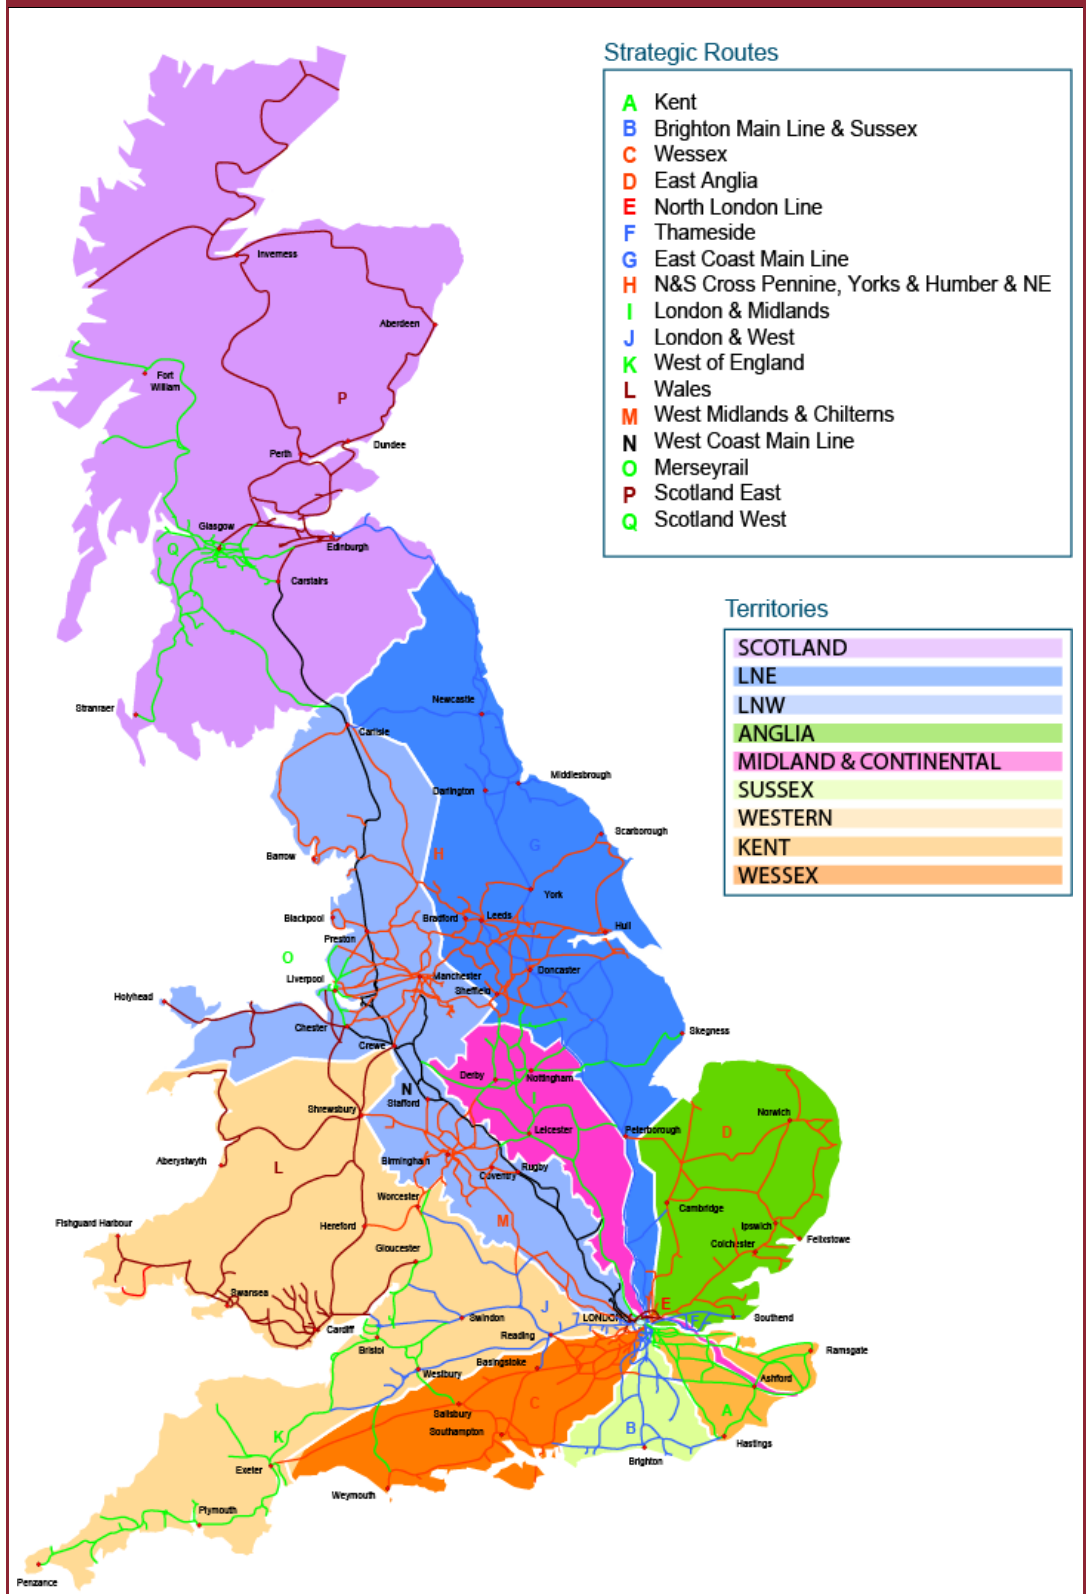 Strategic Routes
A Kent
B Brighton Main Line & Sussex
C Wessex
D East Anglia
E North London Line
F Thameside
G East Coast Main Line
H N&S Cross Pennine, Yorks & Humber & NE
I London & Midlands
J London & West
K West of England
L Wales
M West Midlands & Chilterns
N West Coast Main Line
O Merseyrail
P Scotland East
Q Scotland West
Territories
SCOTLAND
LNE
LNW
ANGLIA
MIDLAND & CONTINENTAL
SUSSEX
WESTERN
KENT
WESSEX
Inverness
Aberdeen
Fort
William
P
Dundee
Perth
Glasgow
Edinburgh
Q
Carstairs
Newcastle
Stranraer
Carlisle
Middlesbrough
Darlington
Scarborough
G
H
Barrow
York
Blackpool
Bradford
Leeds
Hull
Preston
O
Doncaster
Liverpool
Manchester
Sheffield
Holyhead
Chester
Skegness
Crewe
Derby
Nottingham
N
Stafford
I
Shrewsbury
Norwich
Leicester
Peterborough
D
Aberystwyth
Birmingham
L
Rugby
Coventry
Worcester
Cambridge
Fishguard Harbour
Hereford
M
Ipswich
Felixstowe
Gloucester
Colchester
Swansea
E
J
Swindon
LONDON
F
Southend
Cardiff
Reading
Bristol
Ramsgate
Basingstoke
Westbury
Ashford
C
Salisbury
A
Southampton
B
K
Hastings
Brighton
Exeter
Weymouth
Plymouth
Penzance